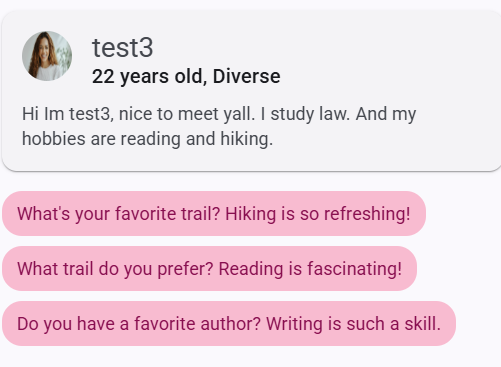 test3
22 years old, Diverse
Hi Im test3, nice to meet yall. I study law. And my
hobbies are reading and hiking.
What's your favorite trail? Hiking is so refreshing!
What trail do you prefer? Reading is fascinating!
Do you have a favorite author? Writing is such a skill.